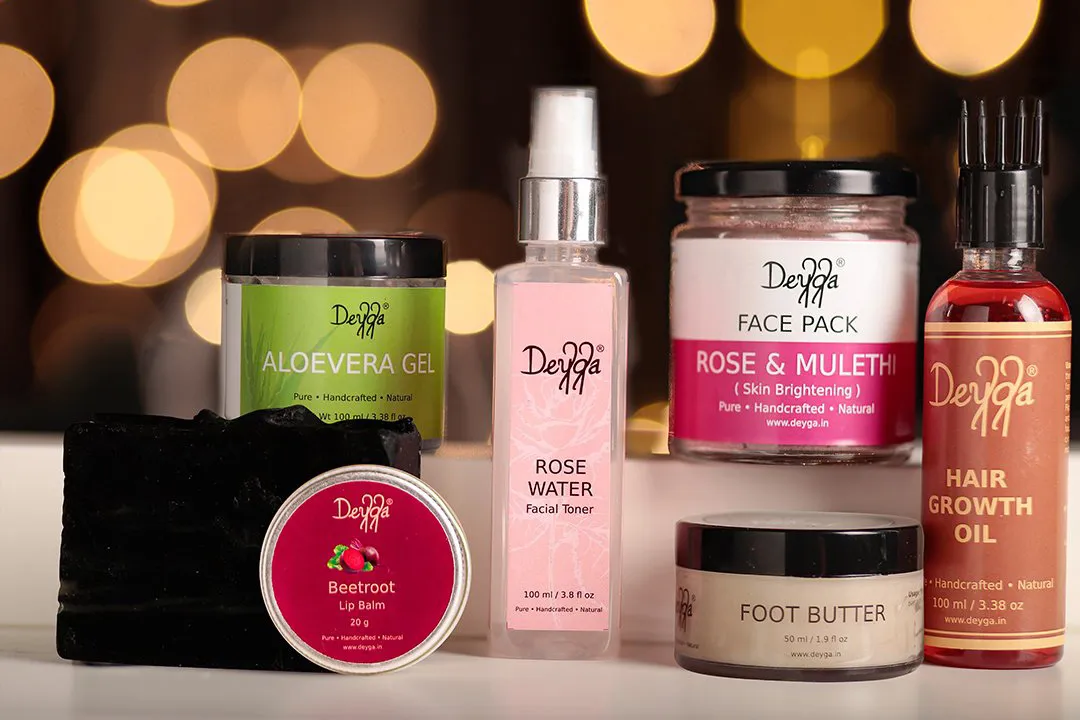 Deyga®
ALOEVERA GEL
Pure • Handcrafted • Natural
Wt 100 ml / 3.38 fl oz
Deyga®
Beetroot
Lip Balm
20 g
Pure • Handcrafted • Natural
www.deyga.in
Deyga®
ROSE
WATER
Facial Toner
100 ml / 3.8 fl oz
Pure • Handcrafted • Natural
Deyga®
FACE PACK
ROSE & MULETHI
( Skin Brightening )
Pure • Handcrafted • Natural
www.deyga.in
FOOT BUTTER
50 ml / 1.9 fl oz
www.deyga.in
Deyga®
HAIR
GROWTH
OIL
• Handcrafted • Natural
100 ml / 3.38 oz
www.deyga.in